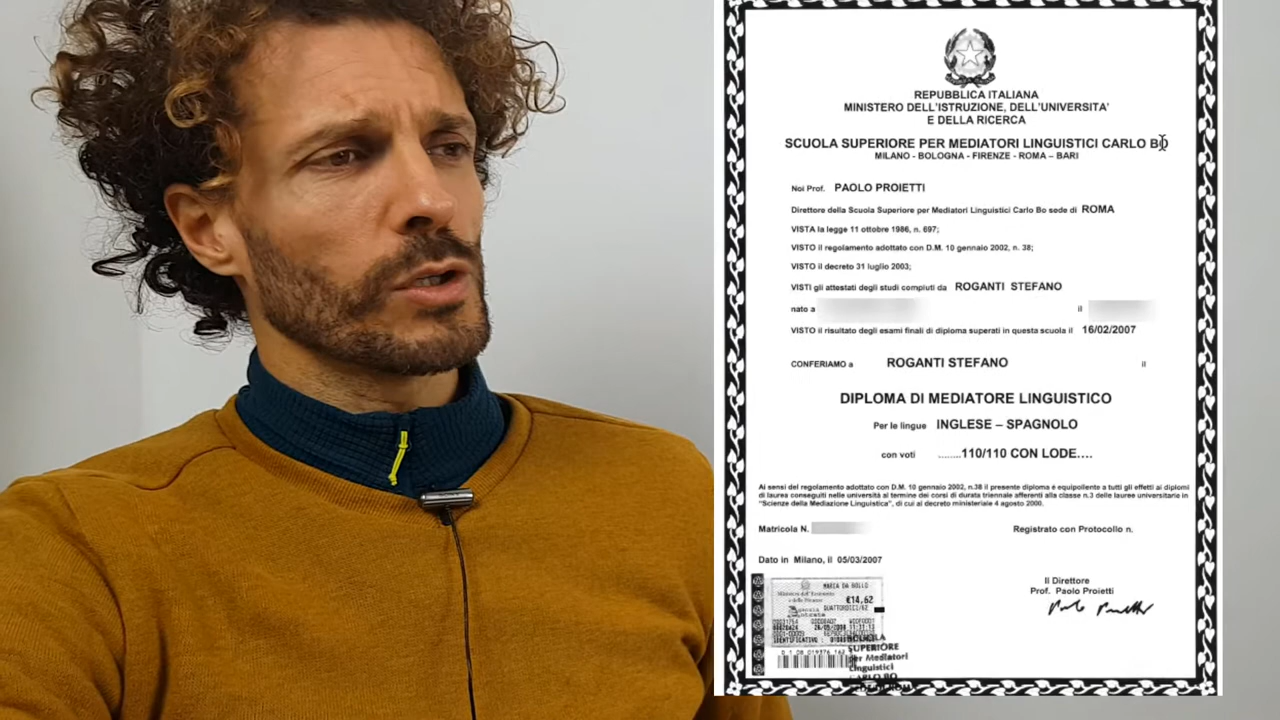 REPUBBLICA ITALIANA
MINISTERO DELL'ISTRUZIONE, DELL'UNIVERSITA'
E DELLA RICERCA
SCUOLA SUPERIORE PER MEDIATORI LINGUISTICI CARLO BO
MILANO - BOLOGNA - FIRENZE - ROMA – BARI
Noi Prof. PAOLO PROIETTI
Direttore della Scuola Superiore per Mediatori Linguistici Carlo Bo sede di ROMA
VISTA la legge 11 ottobre 1986, n. 697;
VISTO il regolamento adottato con D.M. 10 gennaio 2002, n. 38;
VISTO il decreto 31 luglio 2003;
VISTI gli attestati degli studi compiuti da ROGANTI STEFANO
nato a il
VISTO il risultato degli esami finali di diploma superati in questa scuola il 16/02/2007
CONFERIAMO a ROGANTI STEFANO il
DIPLOMA DI MEDIATORE LINGUISTICO
Per le lingue INGLESE – SPAGNOLO
con voti ........110/110 CON LODE....
Ai sensi del regolamento adottato con D.M. 10 gennaio 2002, n.38 il presente diploma è equipollente a tutti gli effetti ai diplomi
di laurea conseguiti nelle università al termine dei corsi di durata triennale afferenti alla classe n.3 delle lauree universitarie in
"Scienze della Mediazione Linguistica", di cui al decreto ministeriale 4 agosto 2000.
Matricola N. Registrato con Protocollo n.
Dato in Milano, il 05/03/2007
Il Direttore
Prof. Paolo Proietti
MARCA DA BOLLO
€14,62
QUATTORDICI/62
SCUOLA
SUPERIORE
per Mediatori
Linguistici
CARLO BO
SEDE DI ROMA